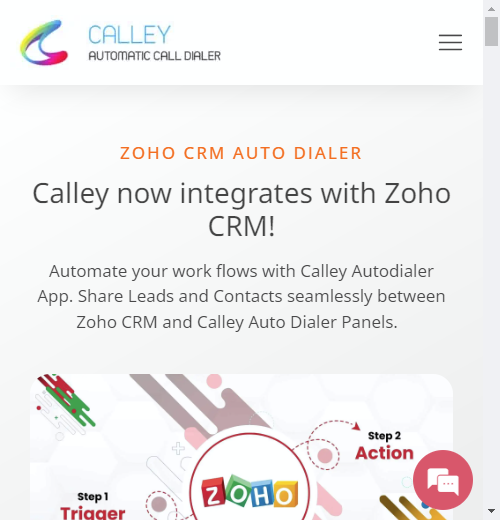 CALLEY
AUTOMATIC CALL DIALER
ZOHO CRM AUTO DIALER
Calley now integrates with Zoho
CRM!
Automate your work flows with Calley Autodialer
App. Share Leads and Contacts seamlessly between
Zoho CRM and Calley Auto Dialer Panels.
Step 2
Action
ZOHO
Step 1
Trigger